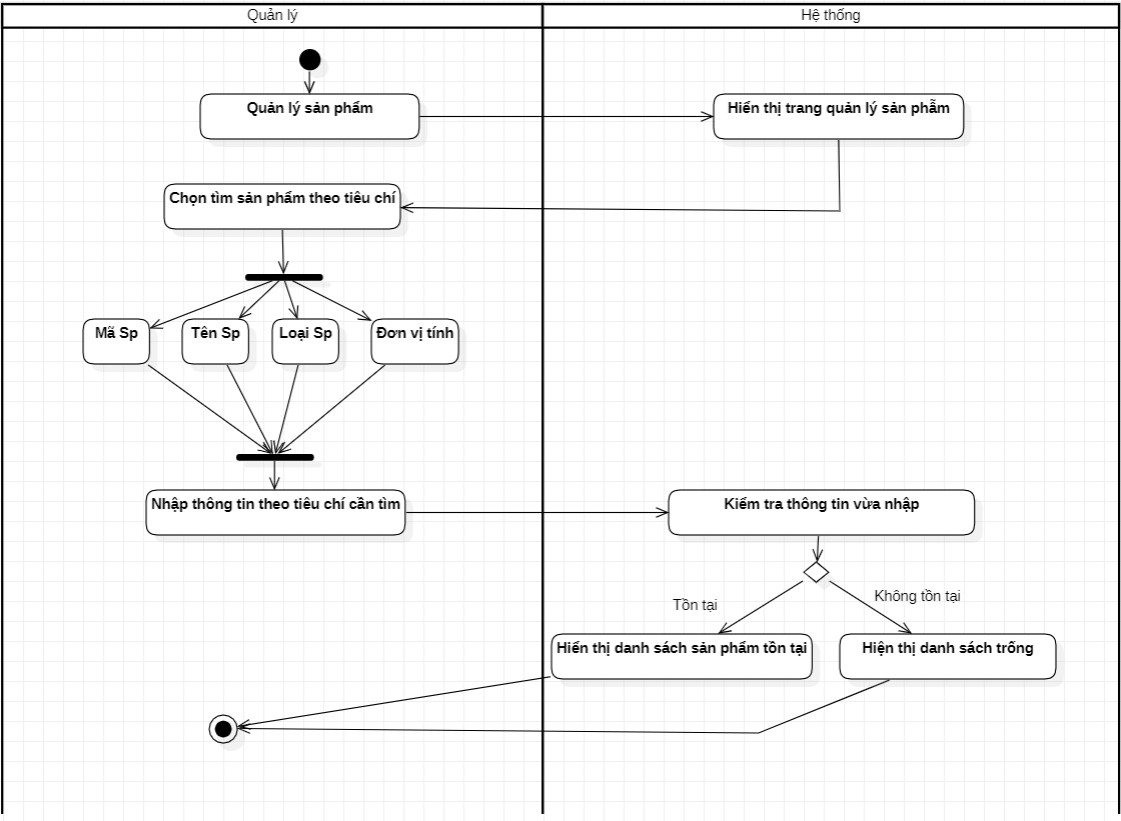 Quản lý
Hệ thống
Quản lý sản phẩm
Hiển thị trang quản lý sản phẫm
Chọn tìm sản phẩm theo tiêu chí
Mã Sp
Tên Sp
Loại Sp
Đơn vị tính
Nhập thông tin theo tiêu chí cần tìm
Kiểm tra thông tin vừa nhập
Tồn tại
Không tồn tại
Hiển thị danh sách sản phẩm tồn tại
Hiện thị danh sách trống